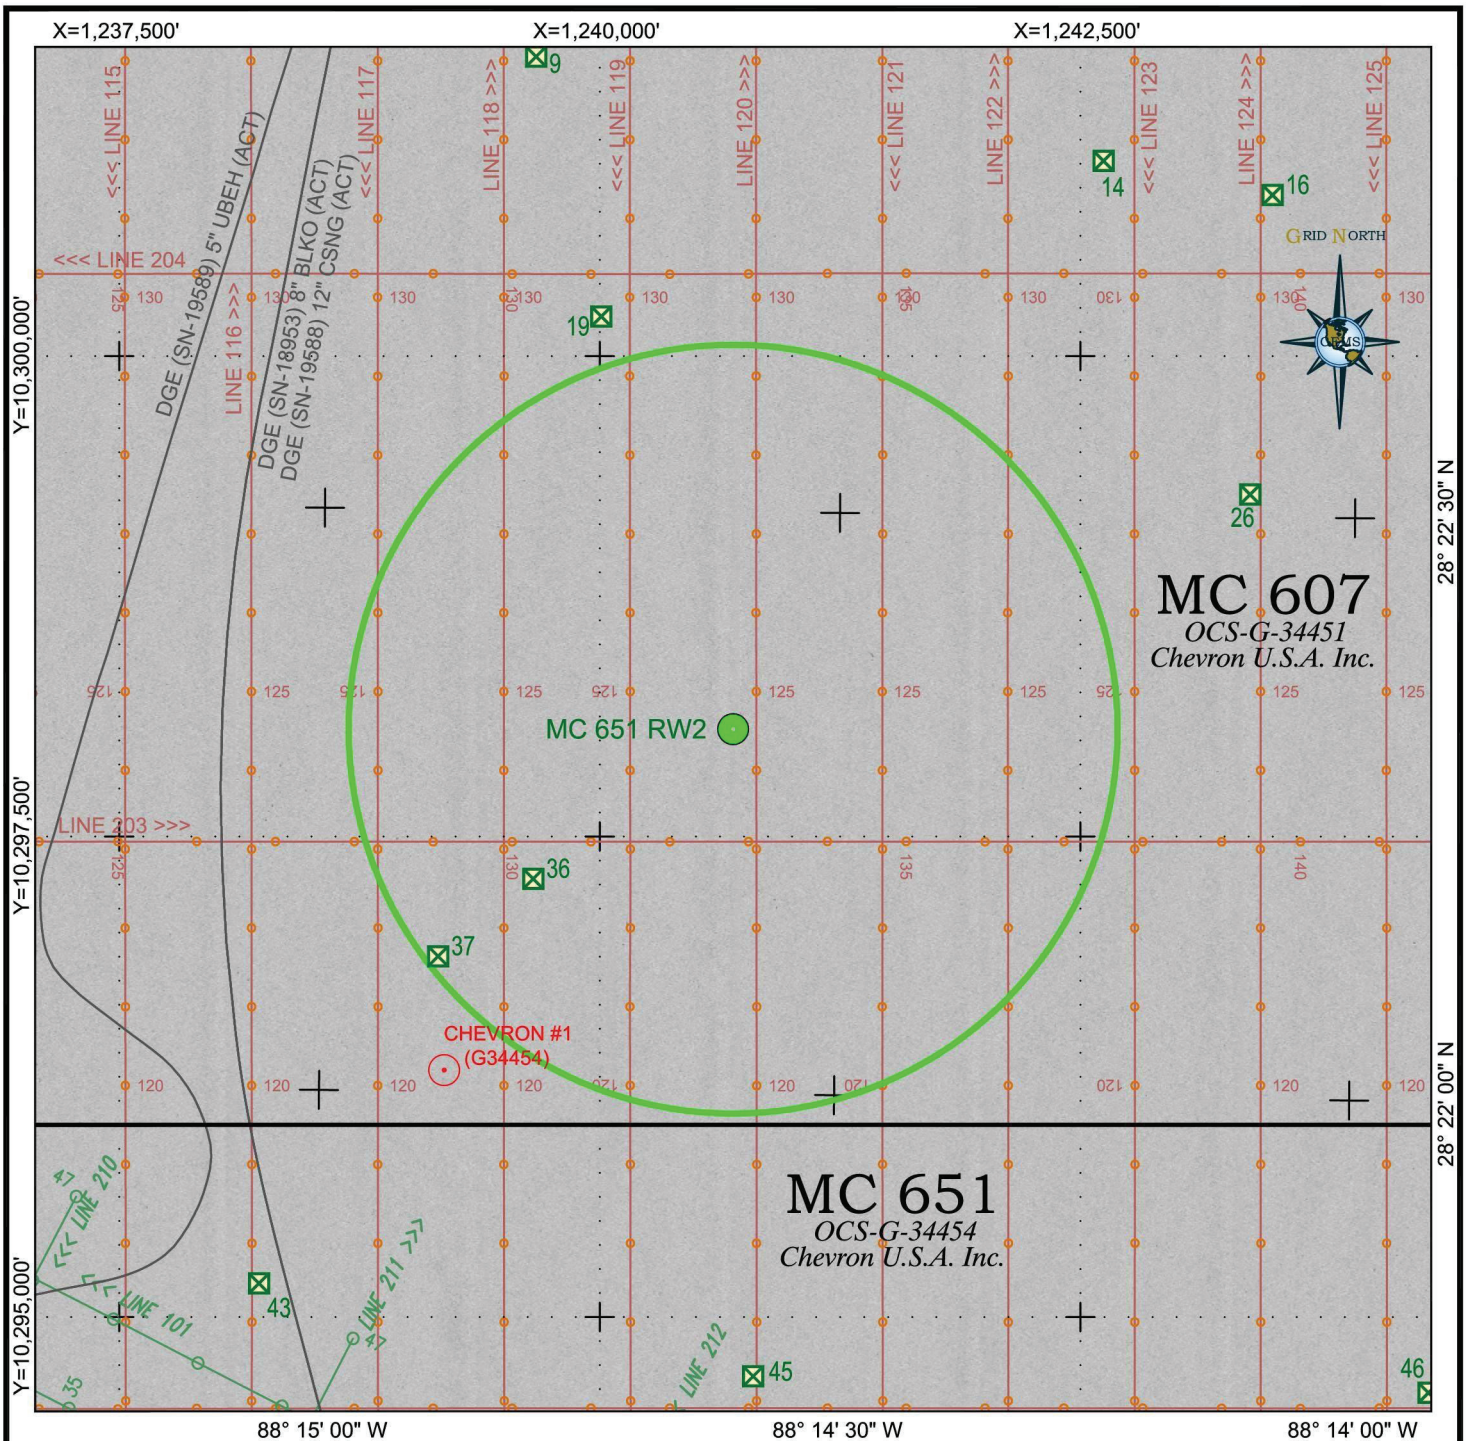 X=1,237,500'
X=1,240,000'
X=1,242,500'
<<< LINE 115
<<< LINE 117
LINE 118 >>>
<<< LINE 119
LINE 120 >>>
<<< LINE 121
LINE 122 >>>
<<< LINE 123
LINE 124 >>>
<<< LINE 125
9
14
16
GRID NORTH
GEMS
DGE (SN-19589) 5" UBEH (ACT)
DGE (SN-18953) 8" BLKO (ACT)
DGE (SN-19588) 12" CSNG (ACT)
LINE 116 >>>
<<< LINE 204
125
130
130
130
130
130
130
130
135
130
130
130
140
130
19
Y=10,300,000'
26
28° 22' 30" N
MC 607
OCS-G-34451
Chevron U.S.A. Inc.
125
125
125
125
125
125
125
125
125
125
125
MC 651 RW2
Y=10,297,500'
LINE 203 >>>
125
130
135
140
36
37
CHEVRON #1
(G34454)
120
120
120
120
121
120
120
120
120
120
28° 22' 00" N
MC 651
OCS-G-34454
Chevron U.S.A. Inc.
47
<<< LINE 210
<<< LINE 101
LINE 211 >>>
47
LINE 212
35
43
45
46
Y=10,295,000'
88° 15' 00" W
88° 14' 30" W
88° 14' 00" W